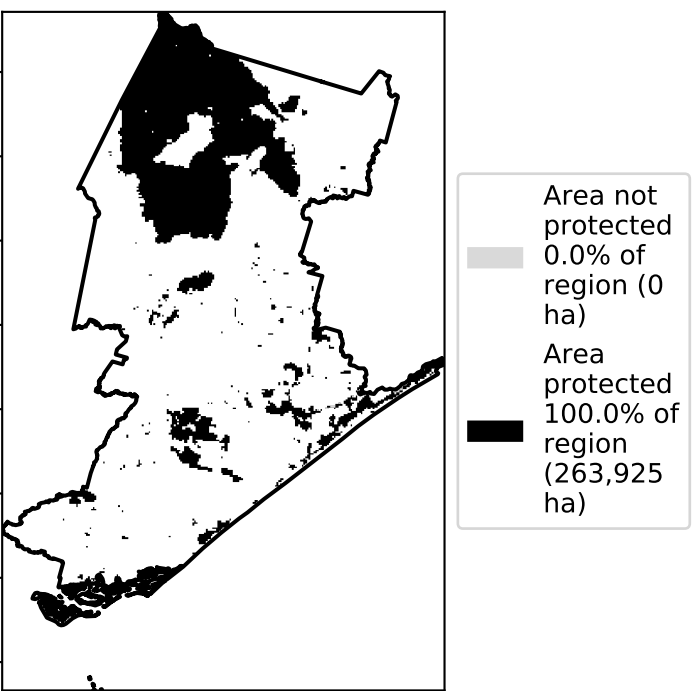 Area not
protected
0.0% of
region (0
ha)
Area
protected
100.0% of
region
(263,925
ha)